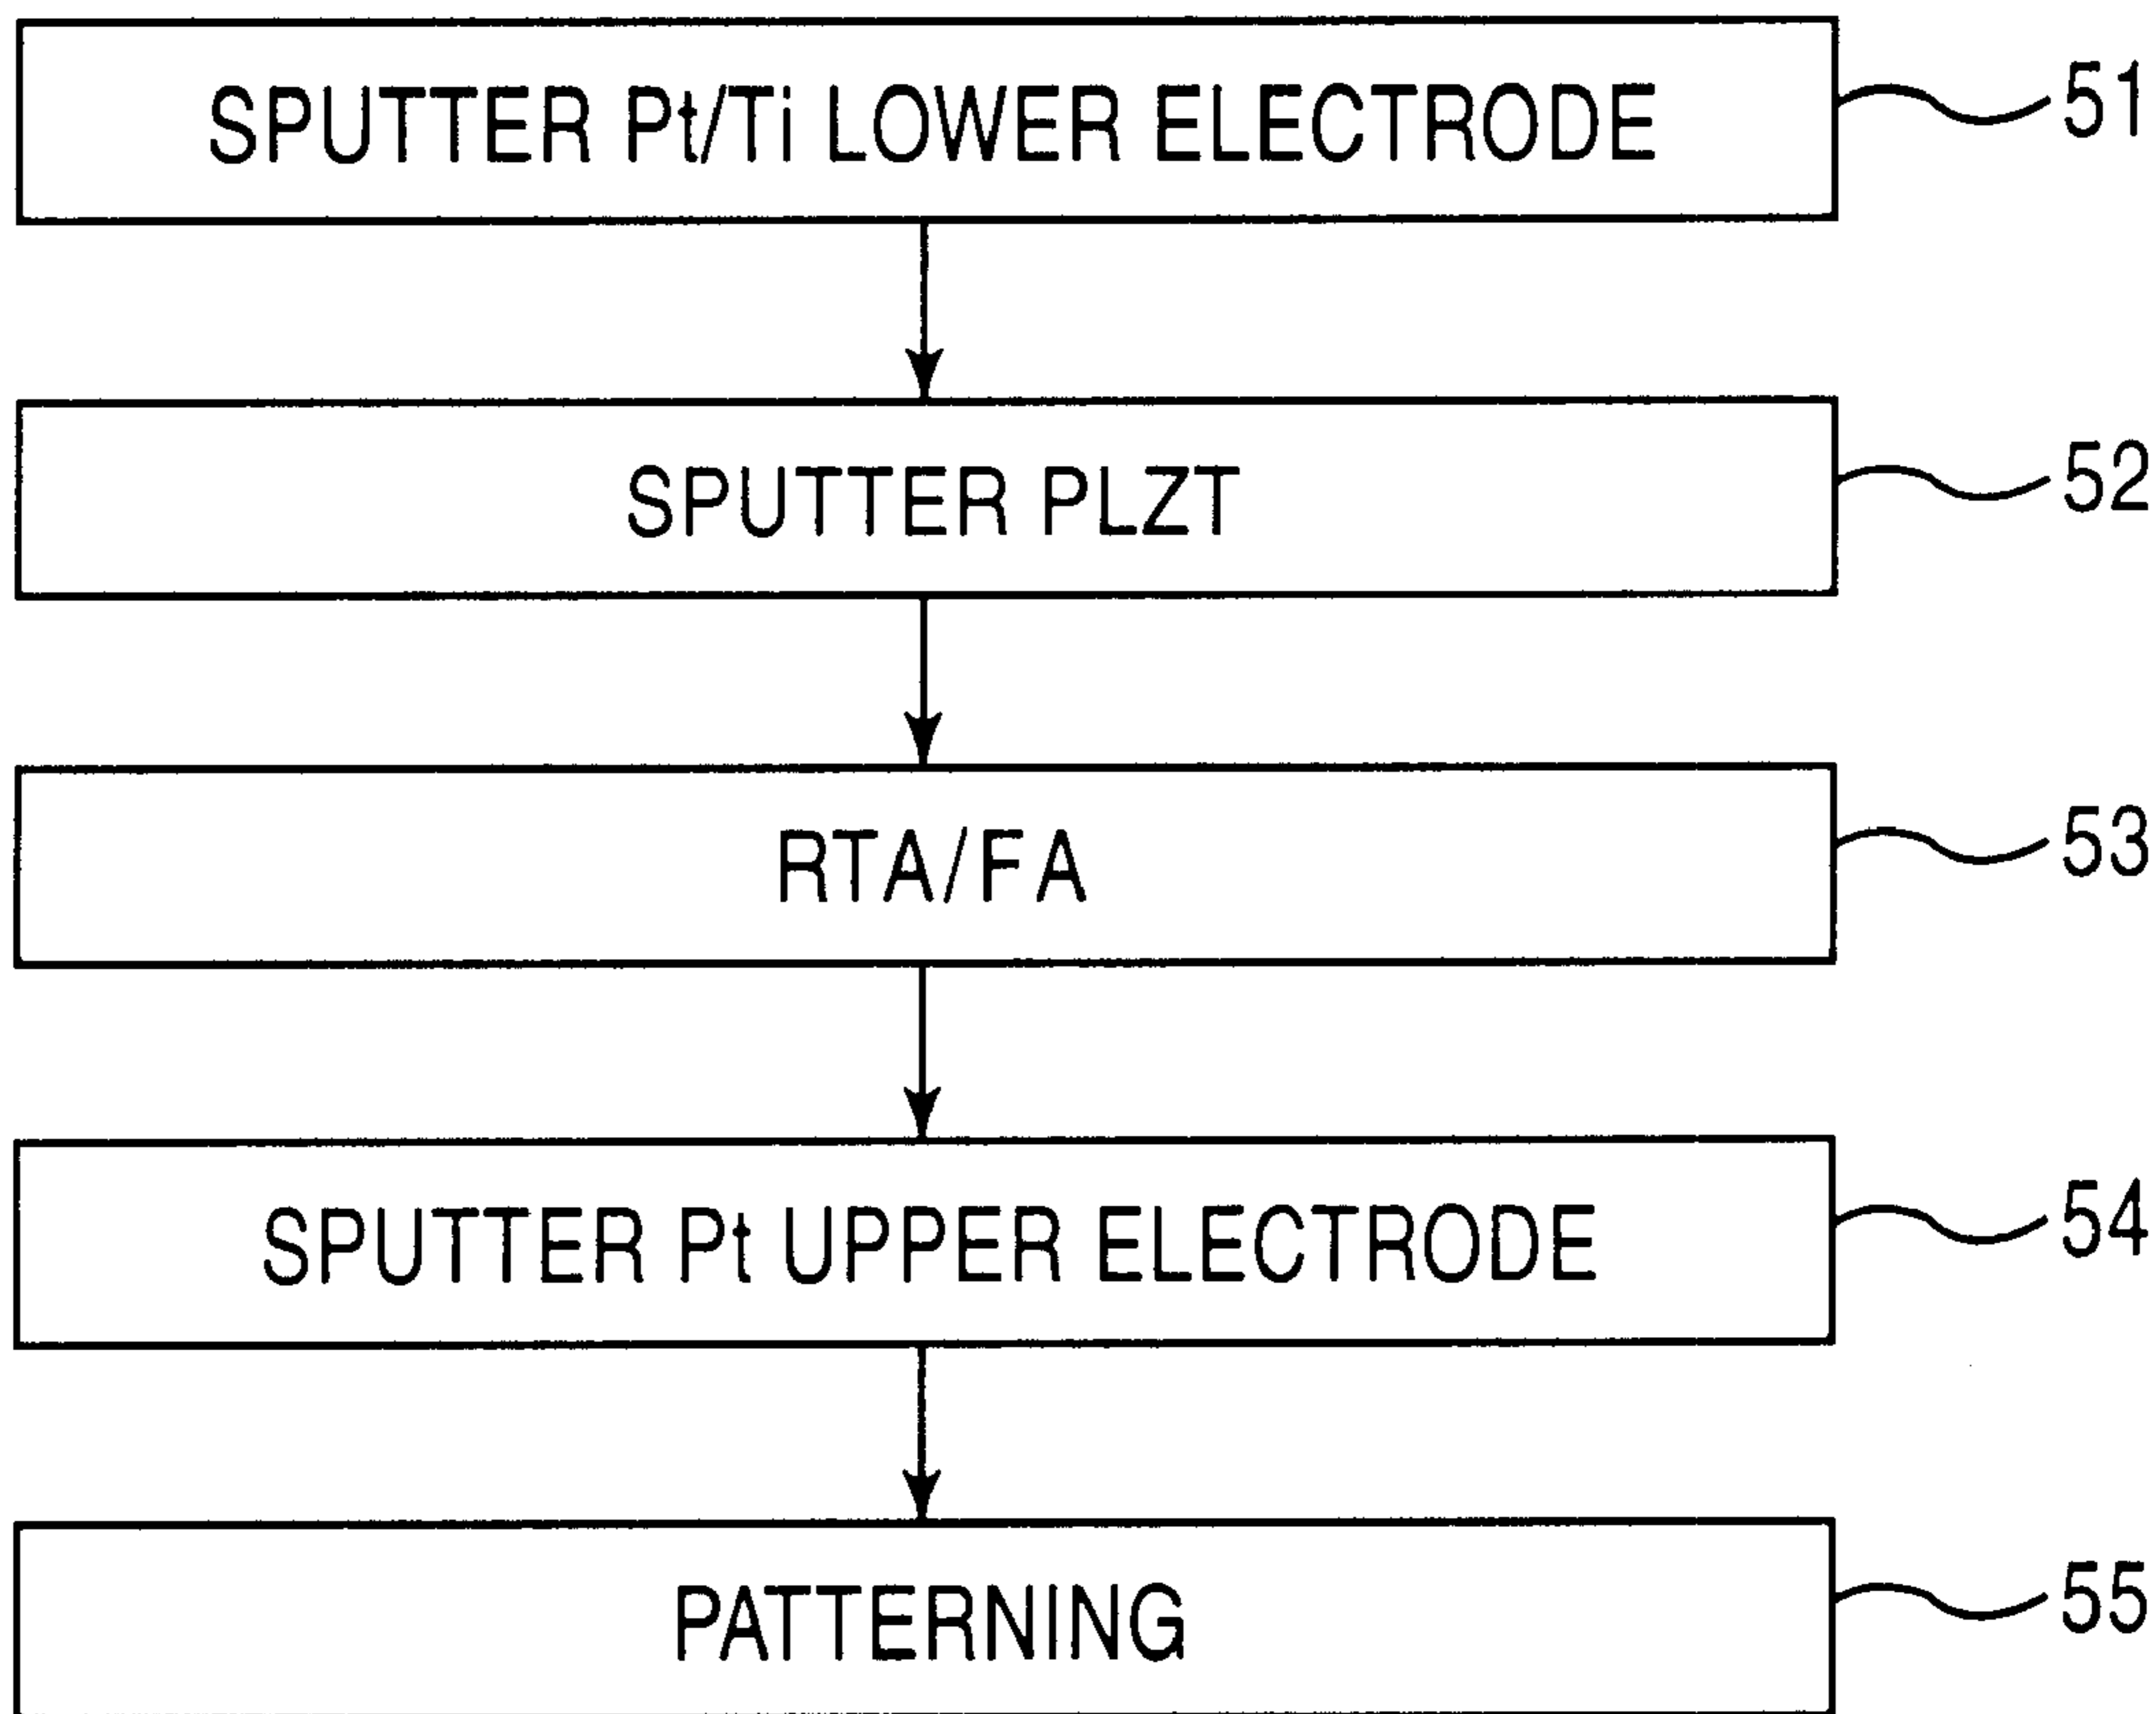 SPUTTER Pt/Ti LOWER ELECTRODE 51
SPUTTER PLZT 52
RTA/FA 53
SPUTTER Pt UPPER ELECTRODE 54
PATTERNING 55